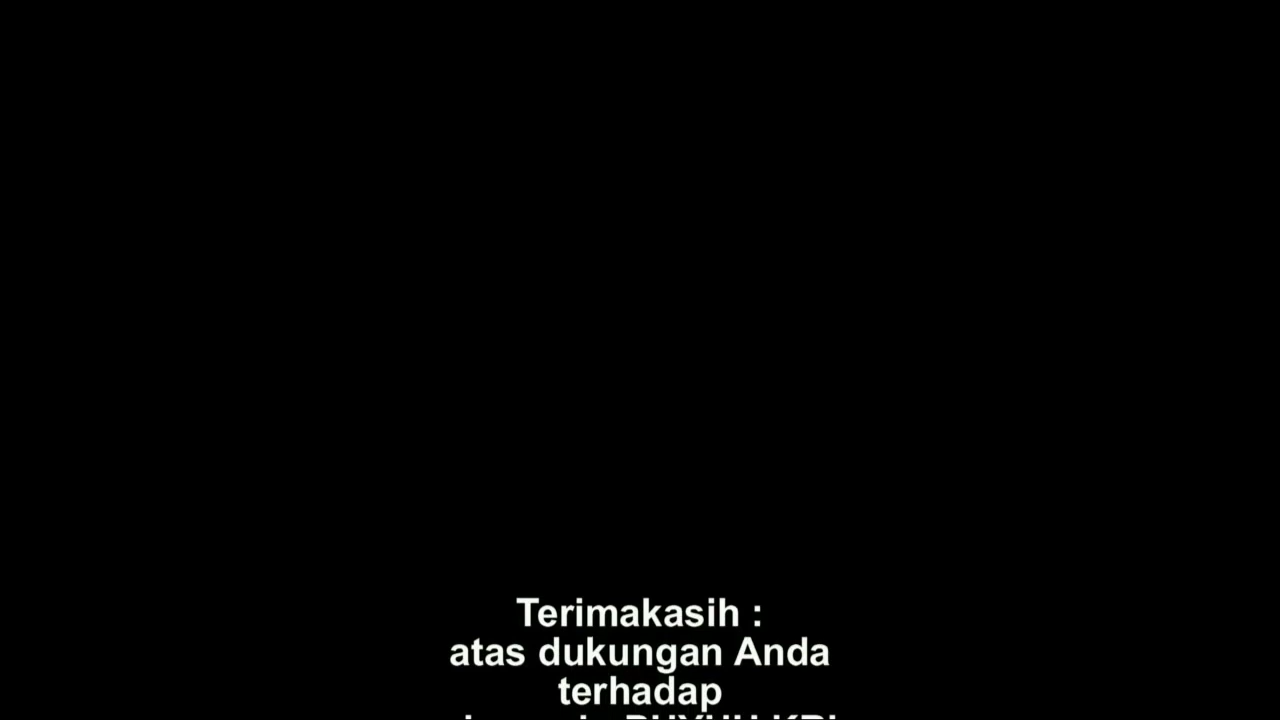 Terimakasih :
atas dukungan Anda
terhadap